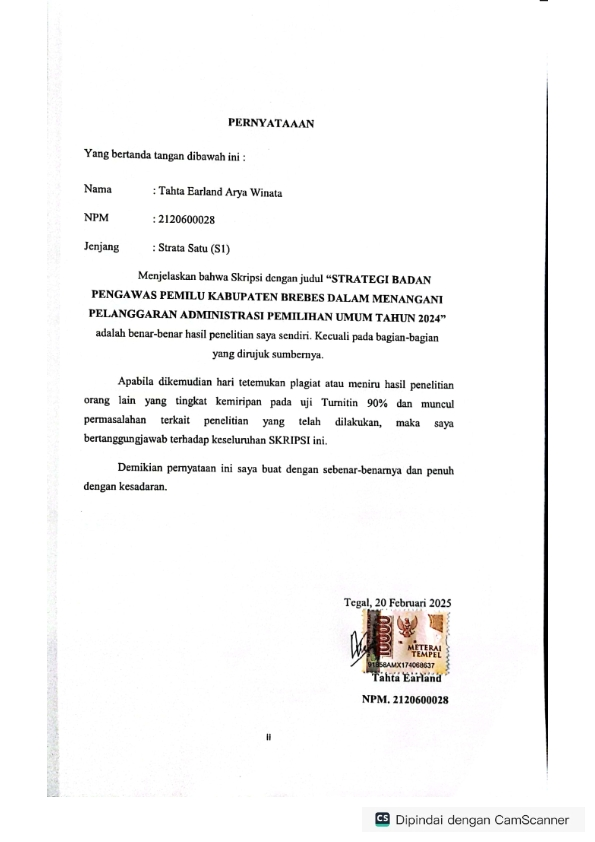 PERNYATAAAN
Yang bertanda tangan dibawah ini :
Nama : Tahta Earland Arya Winata
NPM : 2120600028
Jenjang : Strata Satu (S1)
Menjelaskan bahwa Skripsi dengan judul “STRATEGI BADAN
PENGAWAS PEMILU KABUPATEN BREBES DALAM MENANGANI
PELANGGARAN ADMINISTRASI PEMILIHAN UMUM TAHUN 2024”
adalah benar-benar hasil penelitian saya sendiri. Kecuali pada bagian-bagian
yang dirujuk sumbernya.
Apabila dikemudian hari tetemukan plagiat atau meniru hasil penelitian
orang lain yang tingkat kemiripan pada uji Turnitin 90% dan muncul
permasalahan terkait penelitian yang telah dilakukan, maka saya
bertanggungjawab terhadap keseluruhan SKRIPSI ini.
Demikian pernyataan ini saya buat dengan sebenar-benarnya dan penuh
dengan kesadaran.
Tegal, 20 Februari 2025
10000
METERAI
TEMPEL
91858AMX174068637
Tahta Earland
NPM. 2120600028
ii
CS Dipindai dengan CamScanner